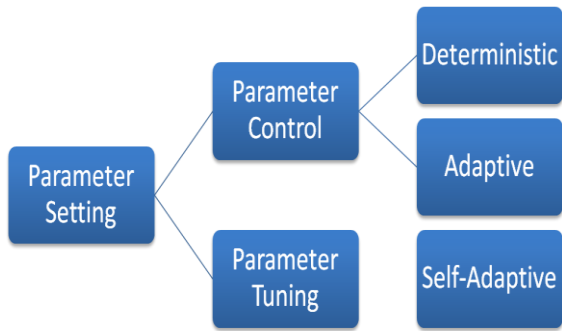 Parameter
Setting
Parameter
Control
Parameter
Tuning
Deterministic
Adaptive
Self-Adaptive